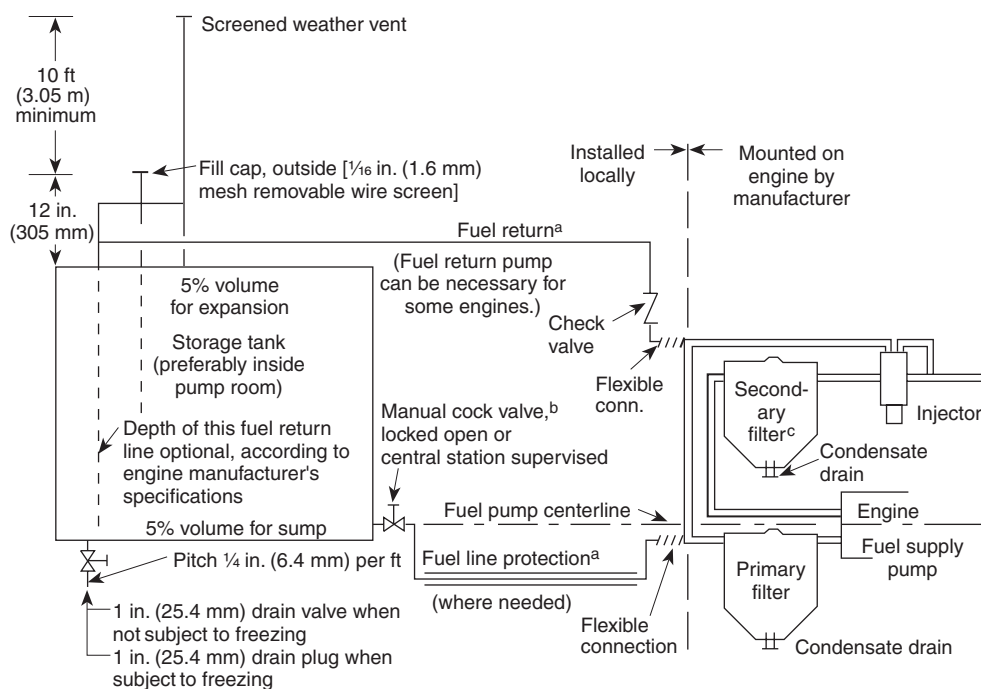 Screened weather vent
10 ft
(3.05 m)
minimum
Fill cap, outside [1⁄16 in. (1.6 mm)
mesh removable wire screen]
12 in.
(305 mm)
Installed
locally
Mounted on
engine by
manufacturer
Fuel returnᵃ
(Fuel return pump
can be necessary for
some engines.)
5% volume
for expansion
Check
valve
Storage tank
(preferably inside
pump room)
Flexible
conn.
Second-
ary
filterᶜ
Injector
Manual cock valve,ᵇ
locked open or
central station supervised
Depth of this fuel return
line optional, according to
engine manufacturer's
specifications
Condensate
drain
5% volume for sump
Fuel pump centerline
Engine
Fuel supply
pump
Pitch ¼ in. (6.4 mm) per ft
Fuel line protectionᵃ
(where needed)
Primary
filter
Flexible
connection
Condensate drain
1 in. (25.4 mm) drain valve when
not subject to freezing
1 in. (25.4 mm) drain plug when
subject to freezing